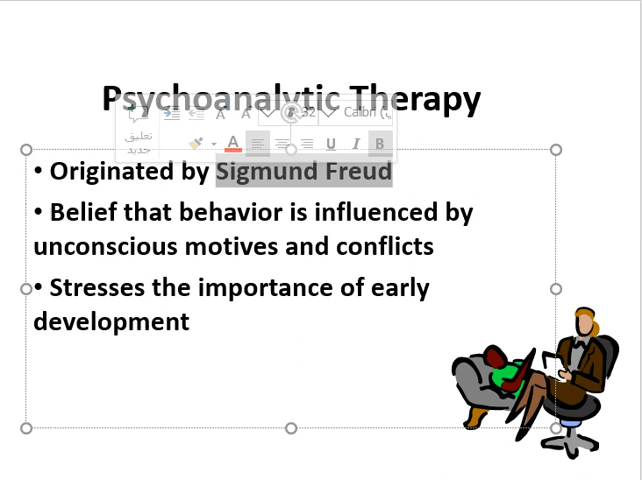 Psychoanalytic Therapy
32 Calibri (
تعليق
جديد
A A
A U I B
• Originated by Sigmund Freud
• Belief that behavior is influenced by
unconscious motives and conflicts
• Stresses the importance of early
development